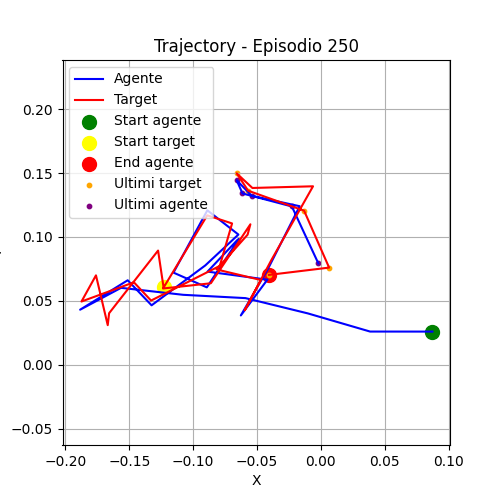 Trajectory - Episodio 250
Agente
Target
Start agente
Start target
End agente
Ultimi target
Ultimi agente
0.20
0.15
0.10
0.05
0.00
−0.05
−0.20
−0.15
−0.10
−0.05
0.00
0.05
0.10
X